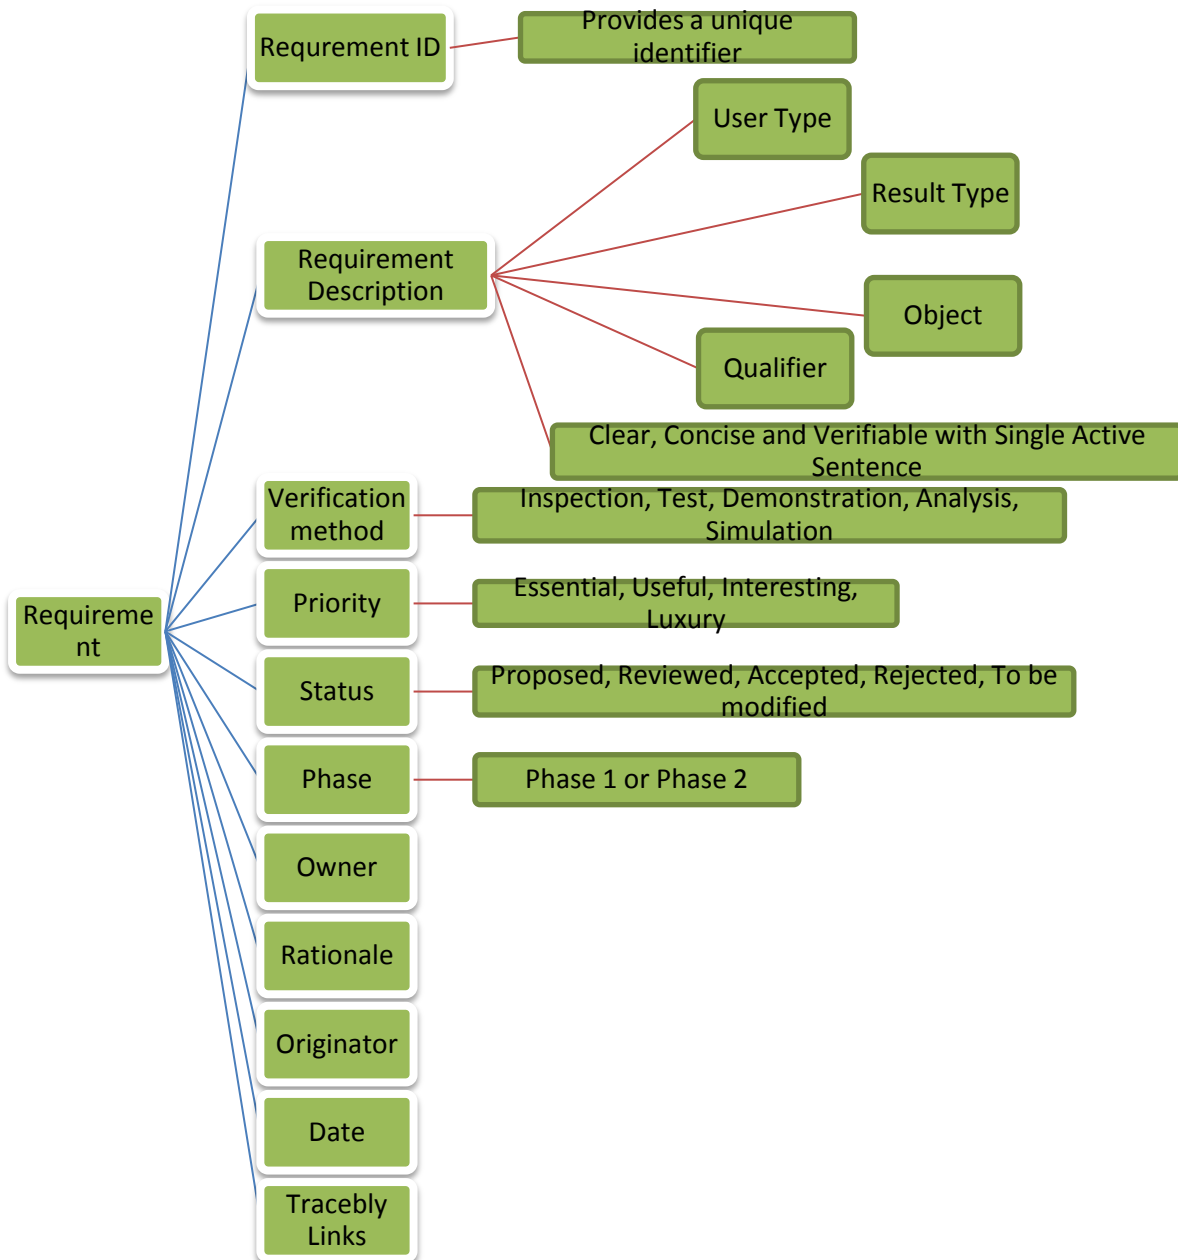 Requrement ID
Provides a unique
identifier
User Type
Result Type
Requirement
Description
Object
Qualifier
Clear, Concise and Verifiable with Single Active
Sentence
Verification
method
Inspection, Test, Demonstration, Analysis,
Simulation
Priority
Essential, Useful, Interesting,
Luxury
Requireme
nt
Status
Proposed, Reviewed, Accepted, Rejected, To be
modified
Phase
Phase 1 or Phase 2
Owner
Rationale
Originator
Date
Tracebly
Links